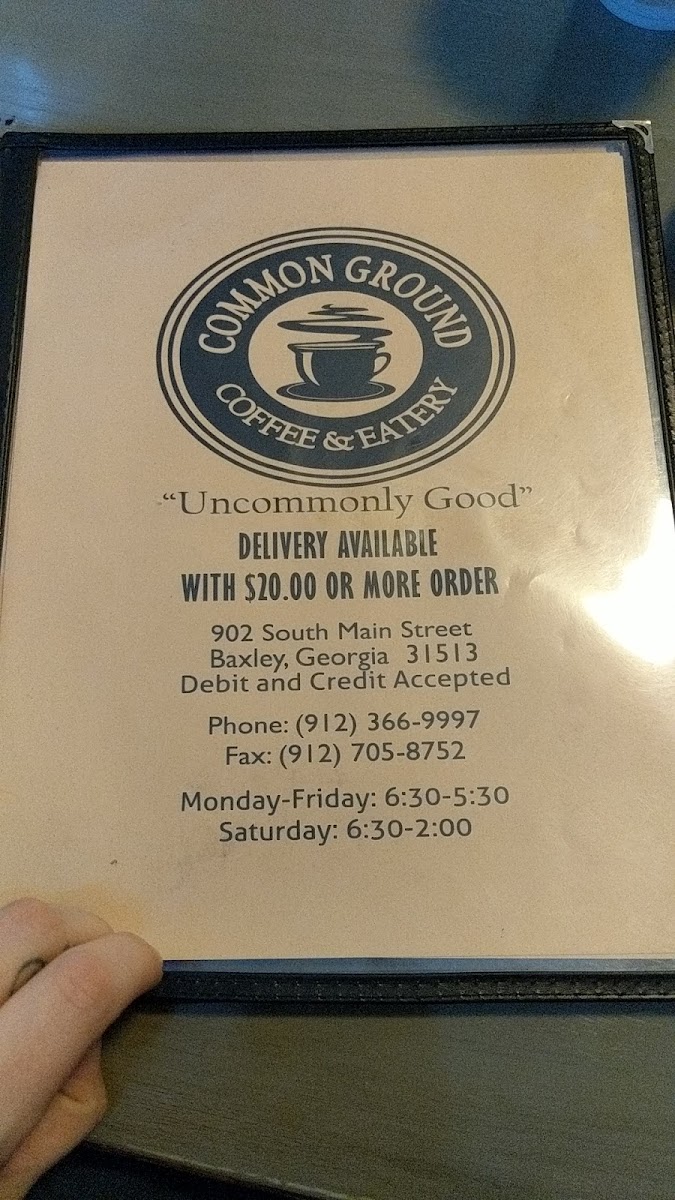 COMMON GROUND
COFFEE & EATERY
“Uncommonly Good”
DELIVERY AVAILABLE
WITH $20.00 OR MORE ORDER
902 South Main Street
Baxley, Georgia 31513
Debit and Credit Accepted
Phone: (912) 366-9997
Fax: (912) 705-8752
Monday-Friday: 6:30-5:30
Saturday: 6:30-2:00